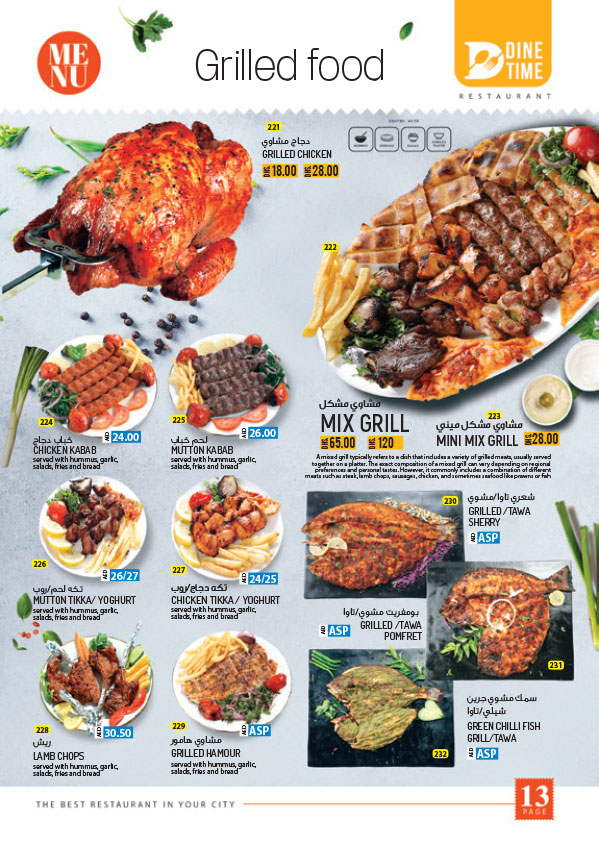 ME
NU
Grilled food
DINE
TIME
RESTAURANT
221
دجاج مشاوي
GRILLED CHICKEN
DHS 18.00 DHS 28.00
222
مشاوي مشكل
MIX GRILL
DHS 65.00 DHS 120
223
مشاوي مشكل ميني
MINI MIX GRILL DHS 28.00
A mixed grill typically refers to a dish that includes a variety of grilled meats, usually served
together on a platter. The exact composition of a mixed grill can vary depending on regional
preferences and personal tastes. However, it commonly includes a combination of different
meats such as steak, lamb chops, sausages, chicken, and sometimes seafood like prawns or fish
224
كباب دجاج
AED 24.00
CHICKEN KABAB
served with hummus, garlic,
salads, fries and bread
225
لحم كباب
AED 26.00
MUTTON KABAB
served with hummus, garlic,
salads, fries and bread
226
تكه لحم/روب
AED 26/27
MUTTON TIKKA/ YOGHURT
served with hummus, garlic,
salads, fries and bread
227
تكه دجاج/روب
AED 24/25
CHICKEN TIKKA / YOGHURT
served with hummus, garlic,
salads, fries and bread
228
ريش
AED 30.50
LAMB CHOPS
served with hummus, garlic,
salads, fries and bread
229
مشاوي هامور
AED ASP
GRILLED HAMOUR
served with hummus, garlic,
salads, fries and bread
230
شعري تاوا/مشوي
GRILLED/TAWA
SHERRY
AED ASP
بومفريت مشوي/تاوا
GRILLED /TAWA
POMFRET
AED ASP
231
سمك مشوي جرين
شيلي/تاوا
GREEN CHILLI FISH
GRILL/TAWA
AED ASP
232
THE BEST RESTAURANT IN YOUR CITY
13
PAGE